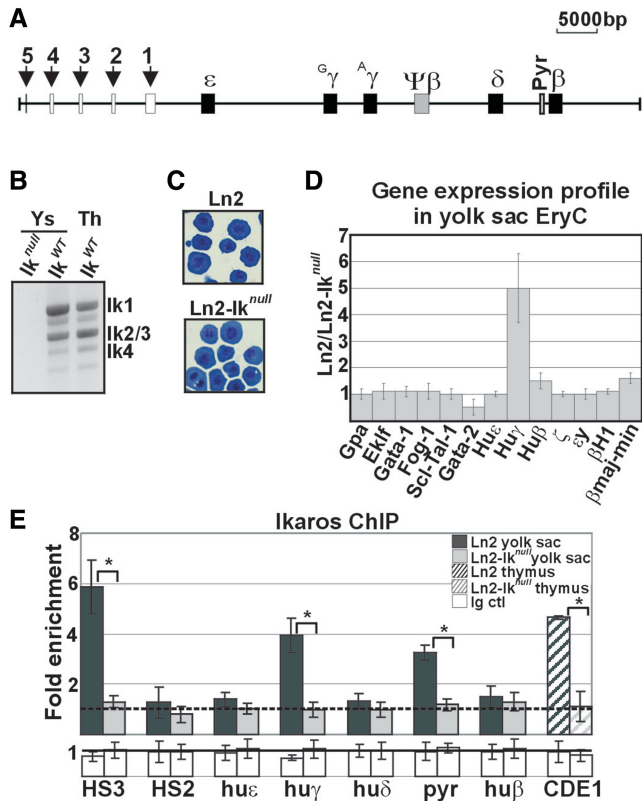 A
5000bp
5 4 3 2 1
ε Gγ Aγ Ψβ δ Pyr β
B
Ys Th
Ik null Ik WT Ik WT
Ik1
Ik2/3
Ik4
C
Ln2
Ln2-Ik null
D
Gene expression profile
in yolk sac EryC
Ln2/Ln2-Ik null
7
6
5
4
3
2
1
Gpa Eklf Gata-1 Fog-1 Scl-Tal-1 Gata-2 Huε Huγ Huβ ζ εy βH1 βmaj-min
E
Ikaros ChIP
Fold enrichment
8
6
4
2
1
* * * *
Ln2 yolk sac
Ln2-Ik null yolk sac
Ln2 thymus
Ln2-Ik null thymus
Ig ctl
HS3 HS2 huε huγ huδ pyr huβ CDE1